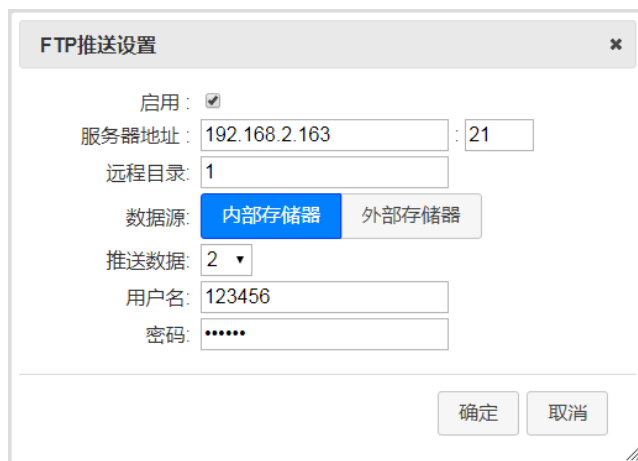 FTP推送设置
启用 :
服务器地址 : 192.168.2.163 : 21
远程目录: 1
数据源: 内部存储器 外部存储器
推送数据: 2
用户名: 123456
密码: ••••••
确定 取消